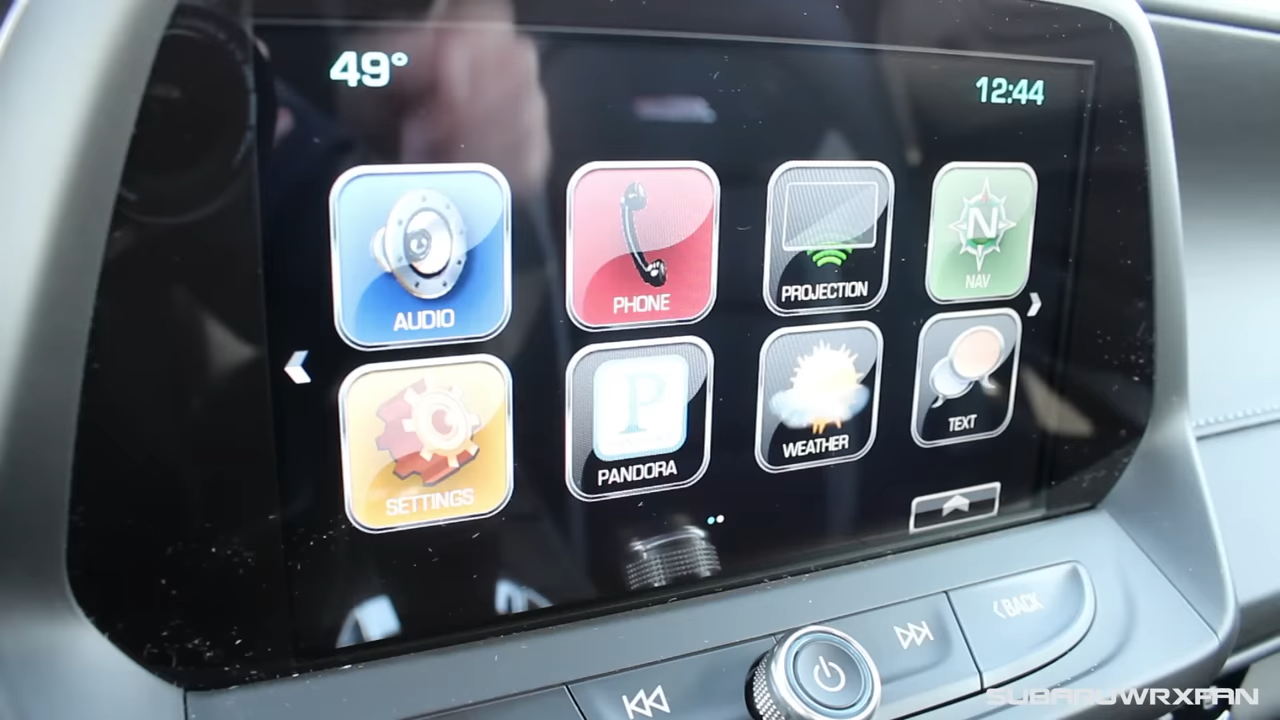 49°
12:44
AUDIO
PHONE
PROJECTION
N
NAV
SETTINGS
P
PANDORA
WEATHER
TEXT
BACK
SUBARUWRXFAN